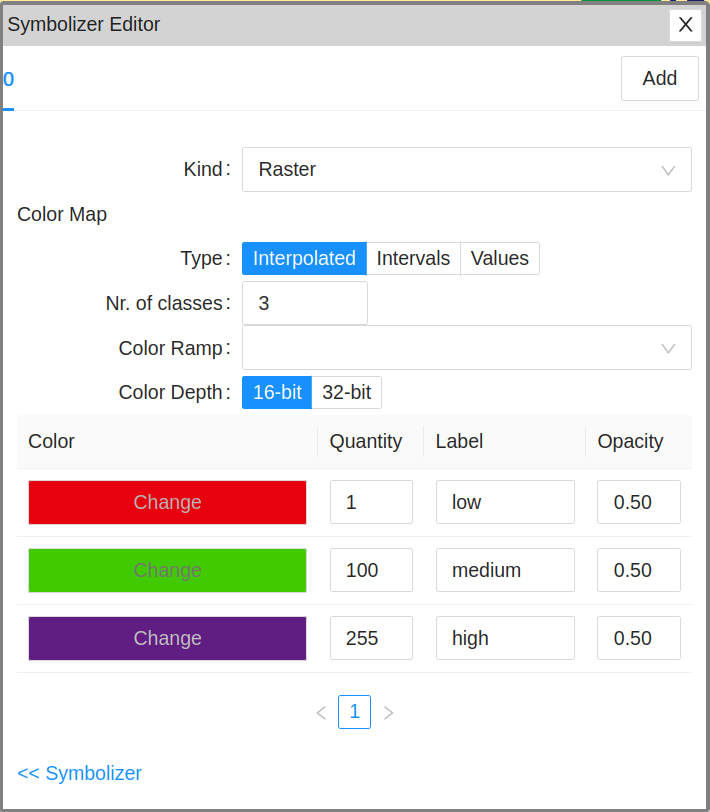 Symbolizer Editor X
0 Add
Kind: Raster
Color Map
Type: Interpolated Intervals Values
Nr. of classes: 3
Color Ramp:
Color Depth: 16-bit 32-bit
Color Quantity Label Opacity
Change 1 low 0.50
Change 100 medium 0.50
Change 255 high 0.50
< 1 >
<< Symbolizer